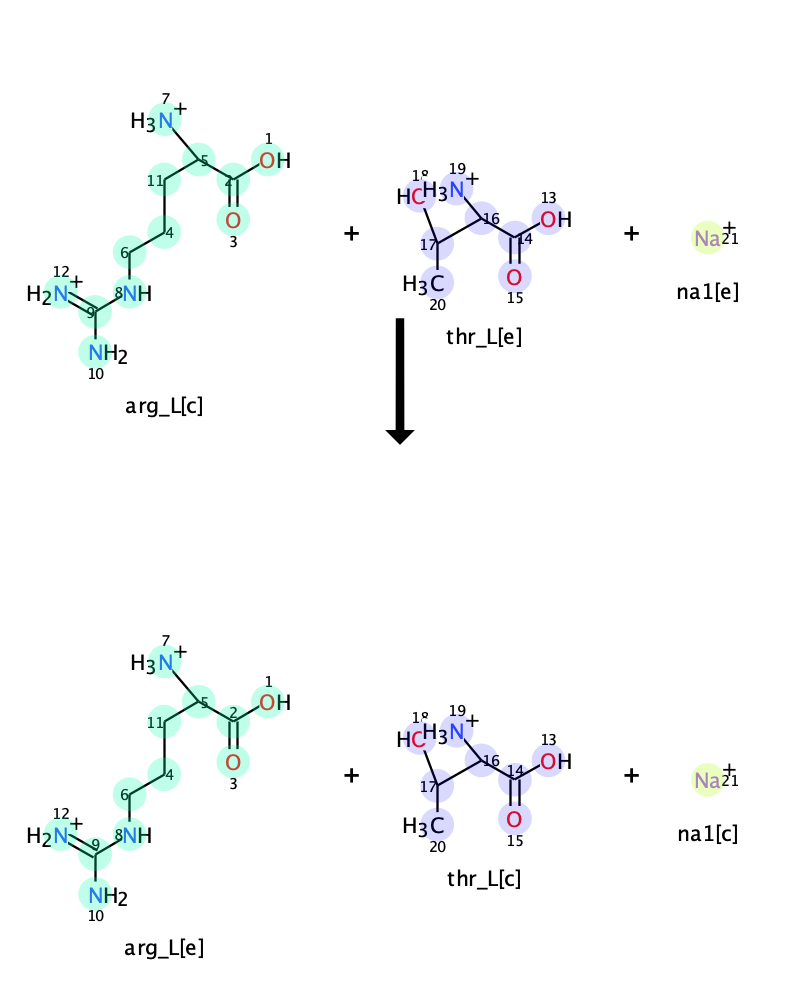 7
H3N+
1
5
OH
11
2
O
3
4
6
12
H2N+
8
NH
9
NH2
10
arg_L[c]
+
18
HO
19
H3N+
13
16
OH
17
14
O
15
H3C
20
thr_L[e]
+
Na+
21
na1[e]
7
H3N+
1
5
OH
11
2
O
3
4
6
12
H2N+
9
8
NH
NH2
10
arg_L[e]
+
18
HO
19
H3N+
13
16
OH
17
14
O
15
H3C
20
thr_L[c]
+
Na+
21
na1[c]